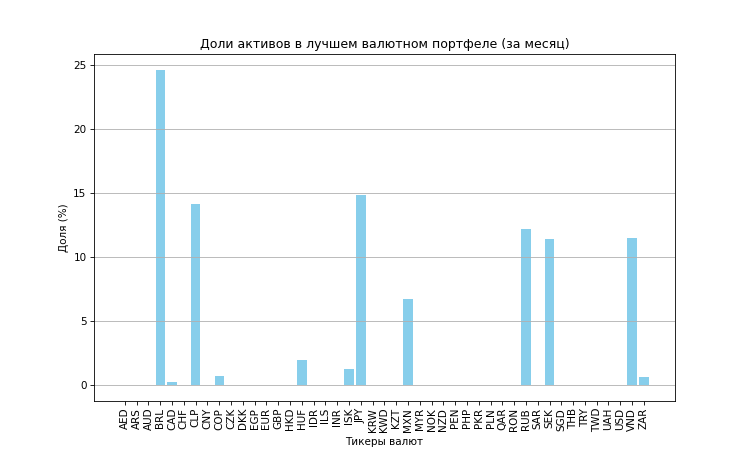 Доли активов в лучшем валютном портфеле (за месяц)
25
20
15
10
5
0
Доля (%)
AED ARS AUD BRL CAD CHF CLP CNY COP CZK DKK EGP EUR GBP HKD HUF IDR ILS INR ISK JPY KRW KWD KZT MXN MYR NOK NZD PEN PHP PKR PLN QAR RON RUB SAR SEK SGD THB TRY TWD UAH USD VND ZAR
Тикеры валют